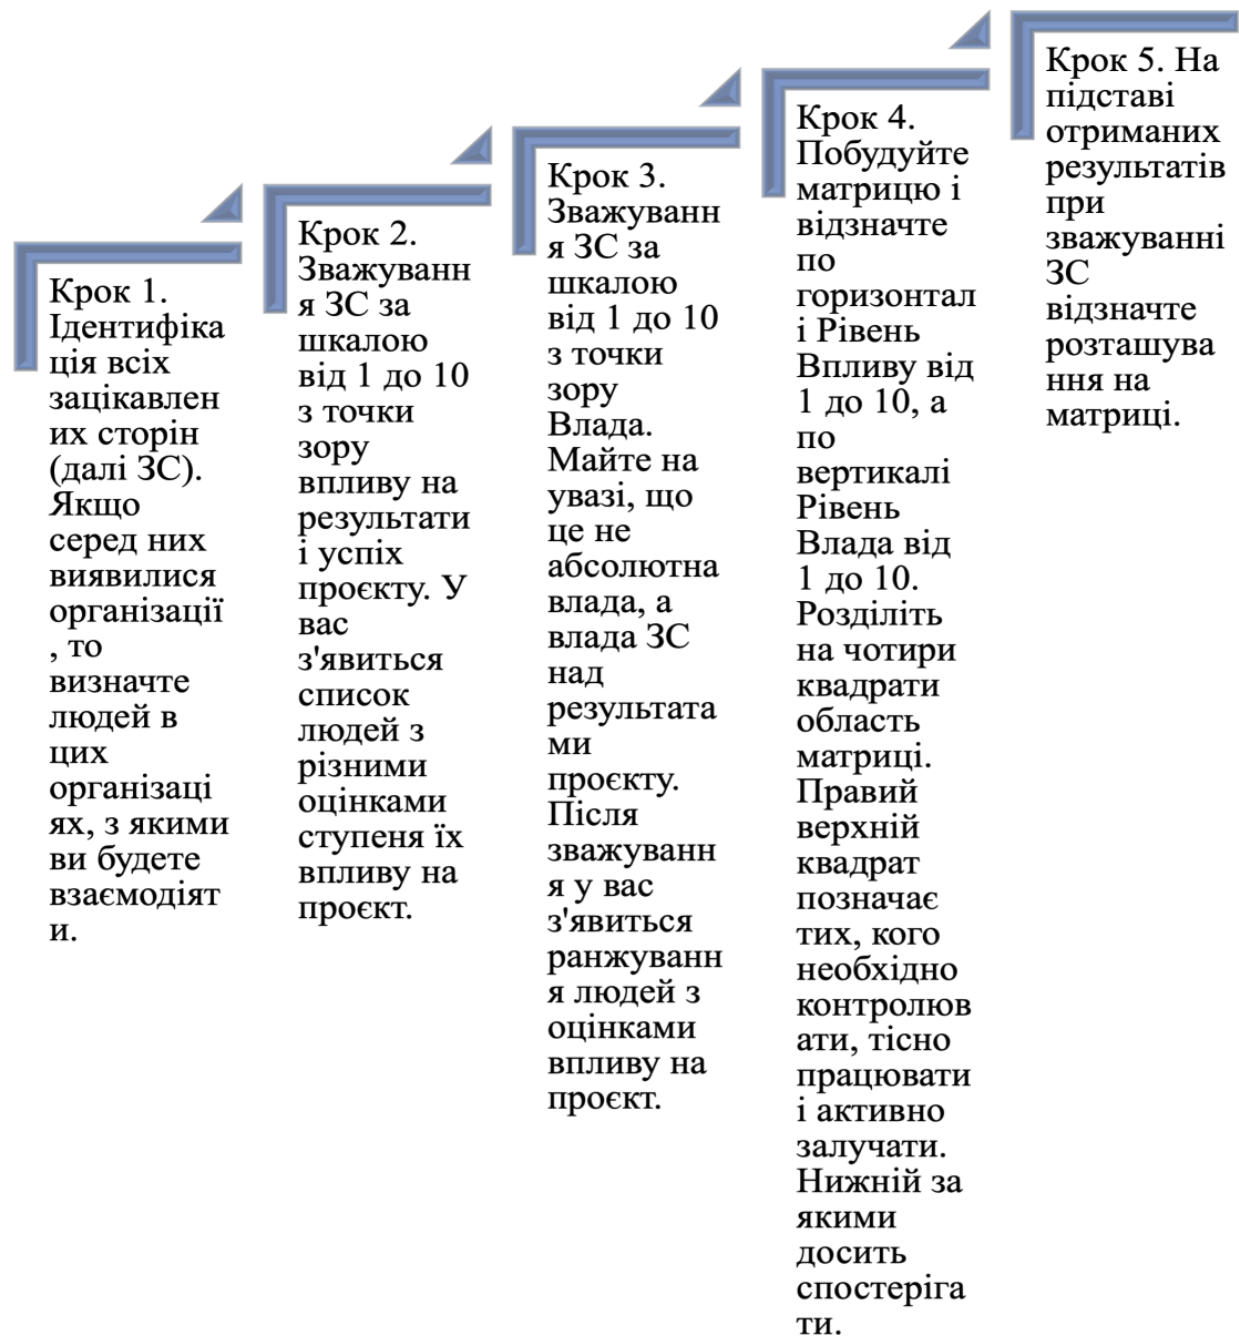 Крок 1.
Ідентифіка
ція всіх
зацікавлен
их сторін
(далі ЗС).
Якщо
серед них
виявилися
організації
, то
визначте
людей в
цих
організаці
ях, з якими
ви будете
взаємодіят
и.
Крок 2.
Зважуванн
я ЗС за
шкалою
від 1 до 10
з точки
зору
впливу на
результати
і успіх
проєкту. У
вас
з'явиться
список
людей з
різними
оцінками
ступеня їх
впливу на
проєкт.
Крок 3.
Зважуванн
я ЗС за
шкалою
від 1 до 10
з точки
зору
Влада.
Майте на
увазі, що
це не
абсолютна
влада, а
влада ЗС
над
результата
ми
проєкту.
Після
зважуванн
я у вас
з'явиться
ранжуванн
я людей з
оцінками
впливу на
проєкт.
Крок 4.
Побудуйте
матрицю і
відзначте
по
горизонтал
і Рівень
Впливу від
1 до 10, а
по
вертикалі
Рівень
Влада від
1 до 10.
Розділіть
на чотири
квадрати
область
матриці.
Правий
верхній
квадрат
позначає
тих, кого
необхідно
контролюв
ати, тісно
працювати
і активно
залучати.
Нижній за
якими
досить
спостеріга
ти.
Крок 5. На
підставі
отриманих
результатів
при
зважуванні
ЗС
відзначте
розташува
ння на
матриці.